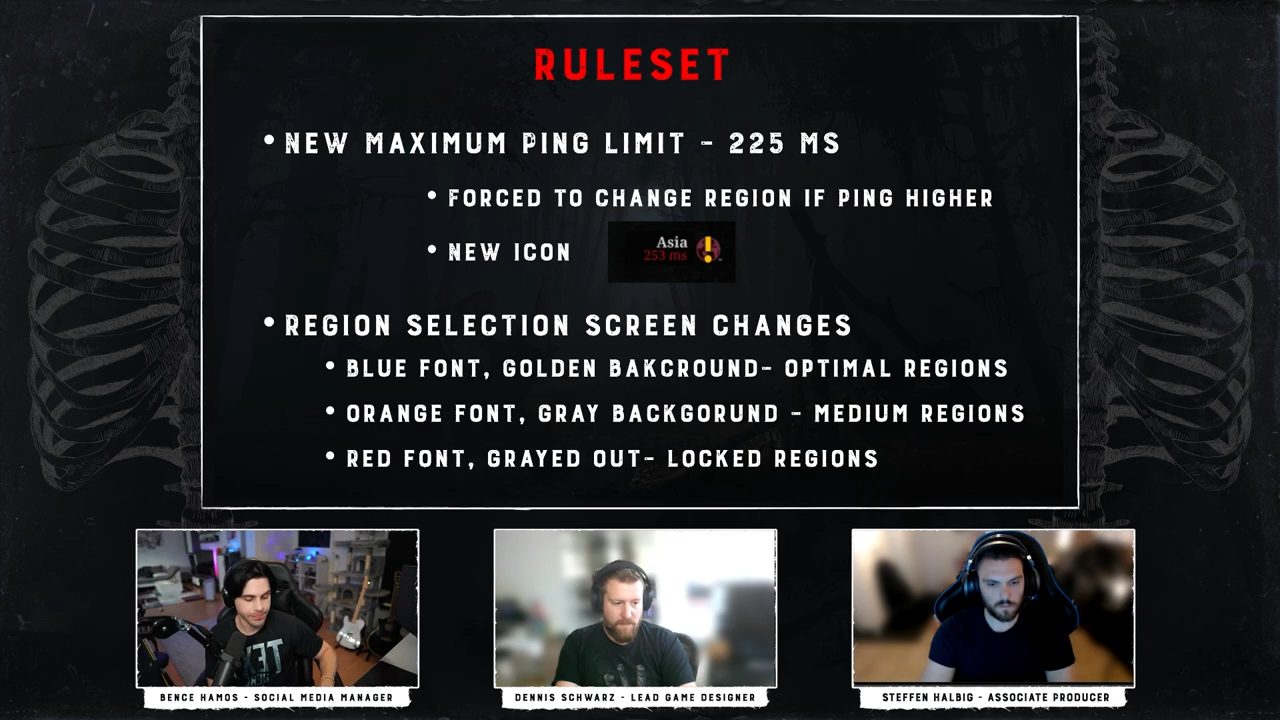 RULESET
• NEW MAXIMUM PING LIMIT - 225 MS
• FORCED TO CHANGE REGION IF PING HIGHER
• NEW ICON
Asia
253 ms
• REGION SELECTION SCREEN CHANGES
• BLUE FONT, GOLDEN BAKCROUND- OPTIMAL REGIONS
• ORANGE FONT, GRAY BACKGORUND - MEDIUM REGIONS
• RED FONT, GRAYED OUT- LOCKED REGIONS
BENCE HAMOS - SOCIAL MEDIA MANAGER
DENNIS SCHWARZ - LEAD GAME DESIGNER
STEFFEN HALBIG - ASSOCIATE PRODUCER